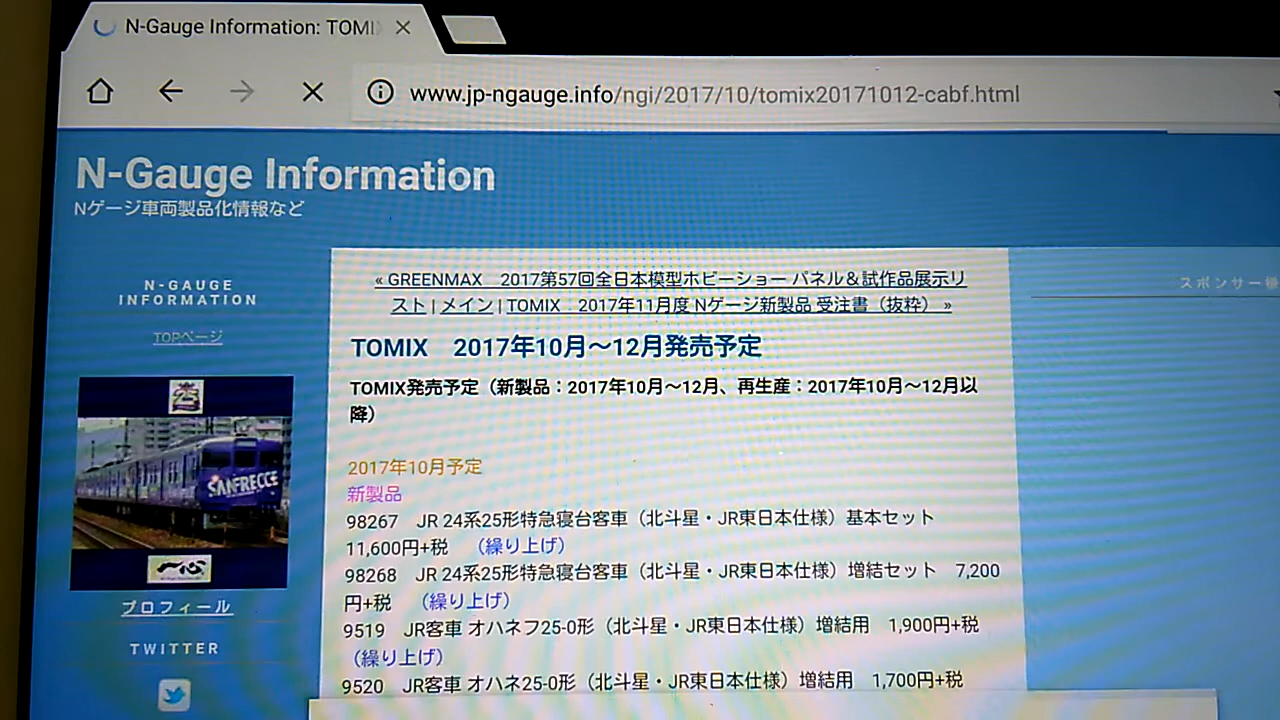 N-Gauge Information: TOMI
www.jp-ngauge.info/ngi/2017/10/tomix20171012-cabf.html
N-Gauge Information
Nゲージ車両製品化情報など
N-GAUGE
INFORMATION
TOPページ
25
SANFRECCE
プロフィール
TWITTER
« GREENMAX　2017第57回全日本模型ホビーショー パネル＆試作品展示リ
スト | メイン | TOMIX　2017年11月度 Nゲージ新製品 受注書（抜粋） »
TOMIX　2017年10月～12月発売予定
TOMIX発売予定（新製品：2017年10月～12月、再生産：2017年10月～12月以
降）
2017年10月予定
新製品
98267　JR 24系25形特急寝台客車（北斗星・JR東日本仕様）基本セット
11,600円+税　（繰り上げ）
98268　JR 24系25形特急寝台客車（北斗星・JR東日本仕様）増結セット　7,200
円+税　（繰り上げ）
9519　JR客車 オハネフ25-0形（北斗星・JR東日本仕様）増結用　1,900円+税
（繰り上げ）
9520　JR客車 オハネ25-0形（北斗星・JR東日本仕様）増結用　1,700円+税
スポンサー